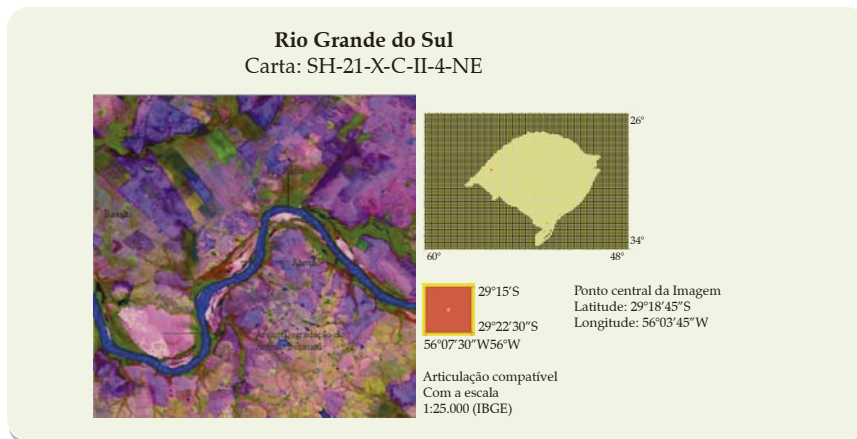 Rio Grande do Sul
Carta: SH-21-X-C-II-4-NE
Basalto
Areia
26°
34°
60°
48°
29°15'S
29°22'30"S
56°07'30"W56°W
Ponto central da Imagem
Latitude: 29°18'45"S
Longitude: 56°03'45"W
Articulação compatível
Com a escala
1:25.000 (IBGE)